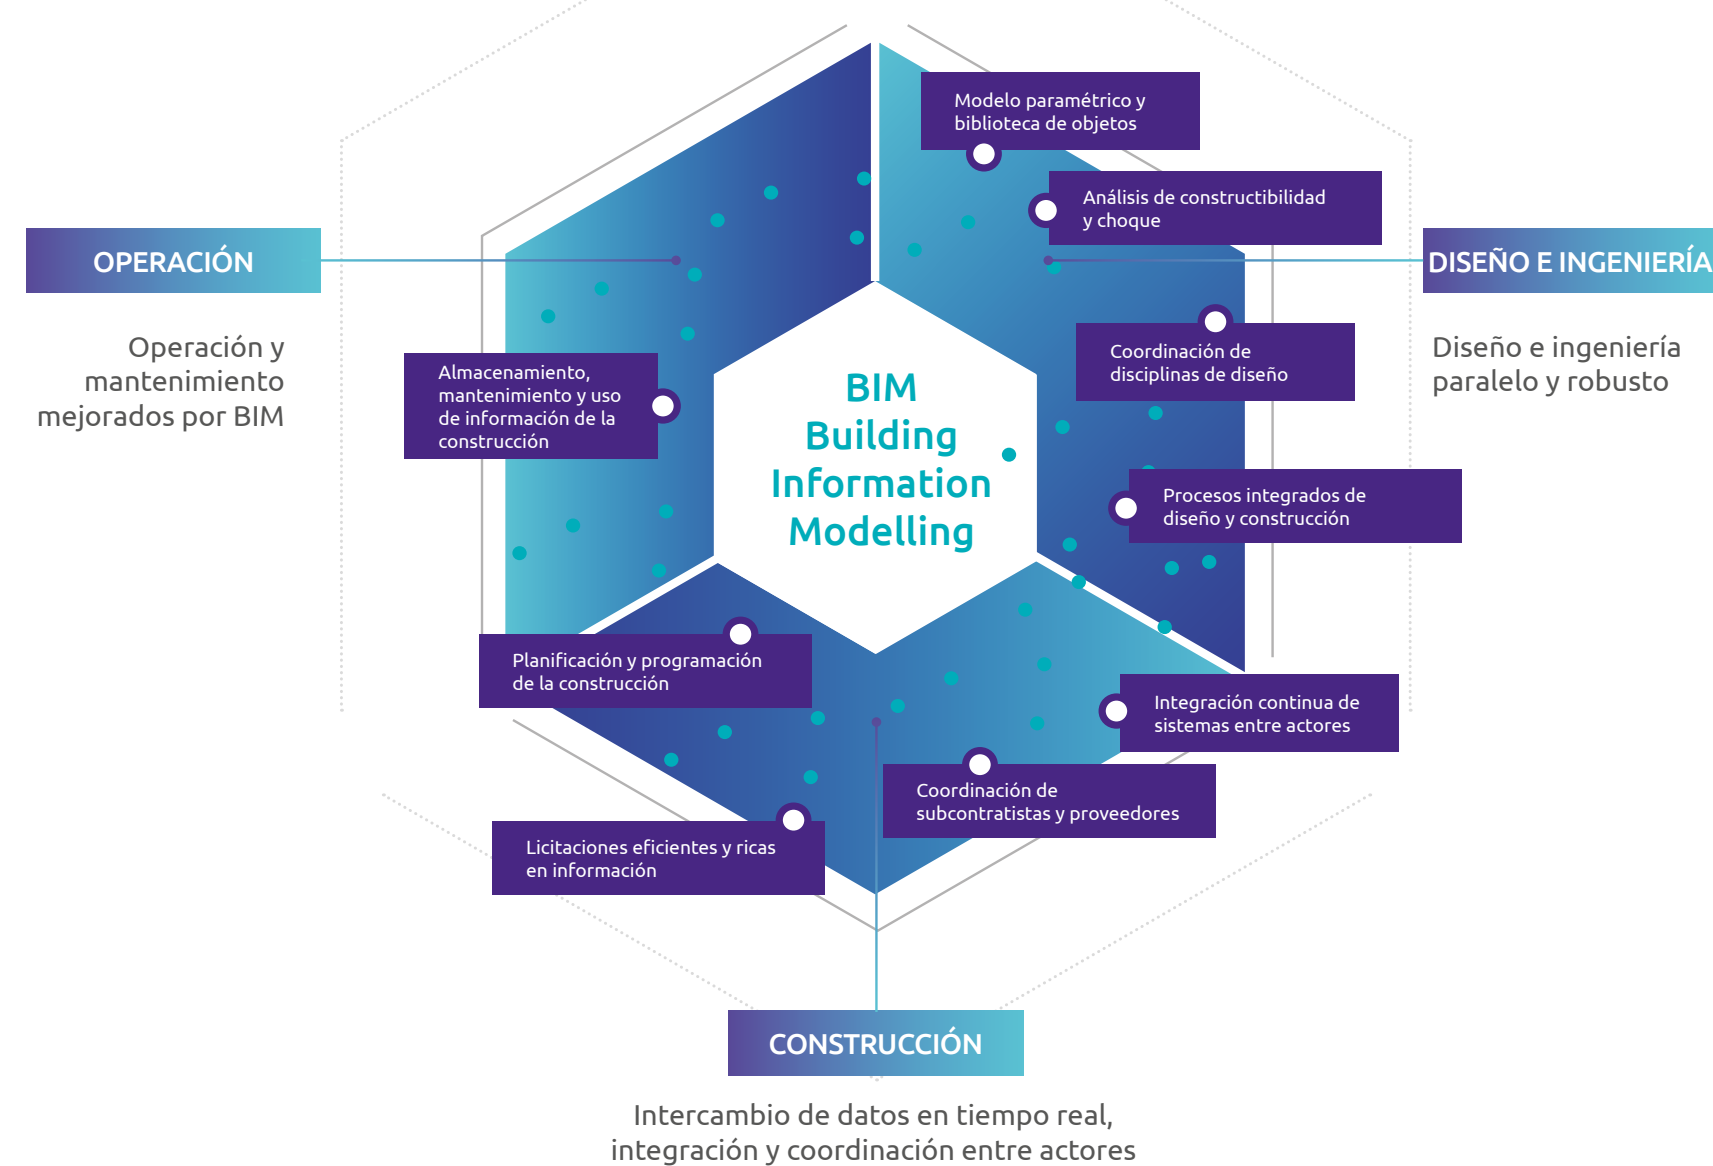 Modelo paramétrico y
biblioteca de objetos
Análisis de constructibilidad
y choque
OPERACIÓN
Operación y
mantenimiento
mejorados por BIM
DISEÑO E INGENIERÍA
Diseño e ingeniería
paralelo y robusto
Coordinación de
disciplinas de diseño
Almacenamiento,
mantenimiento y uso
de información de la
construcción
BIM
Building
Information
Modelling
Procesos integrados de
diseño y construcción
Planificación y programación
de la construcción
Integración continua de
sistemas entre actores
Coordinación de
subcontratistas y proveedores
Licitaciones eficientes y ricas
en información
CONSTRUCCIÓN
Intercambio de datos en tiempo real,
integración y coordinación entre actores